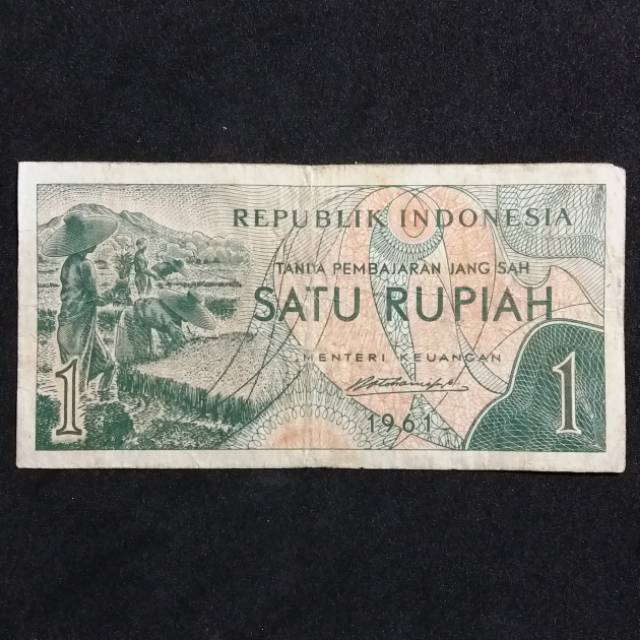 REPUBLIK INDONESIA
TANDA PEMBAJARAN JANG SAH
SATU RUPIAH
MENTERI KEUANGAN
1961
1 1